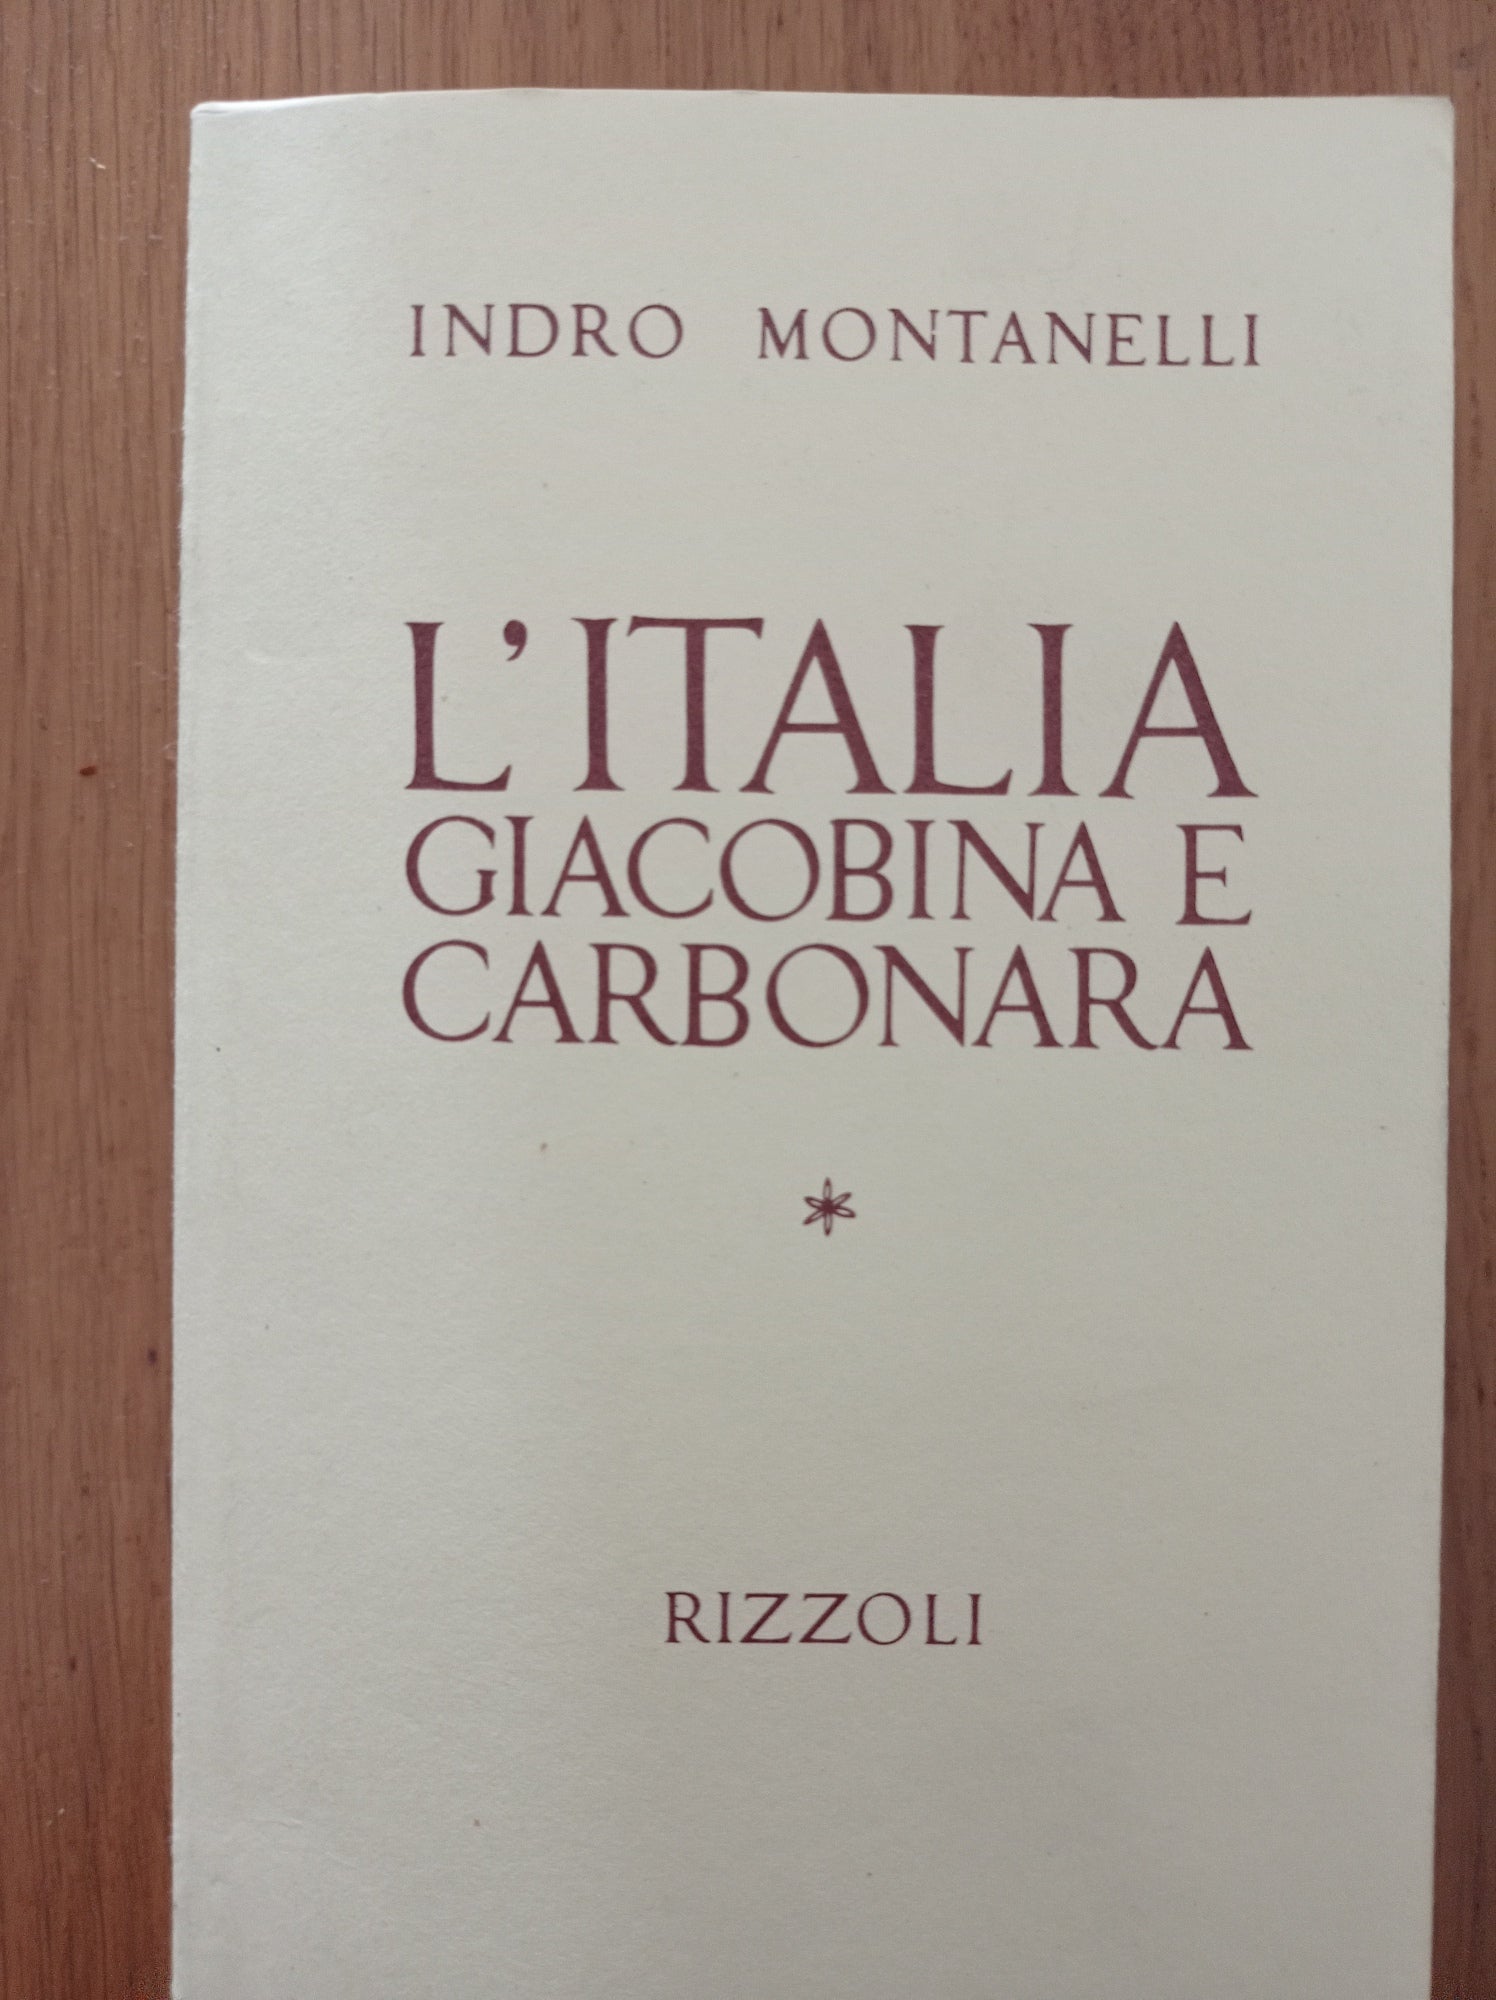 INDRO MONTANELLI
L'ITALIA
GIACOBINA E
CARBONARA
*
RIZZOLI